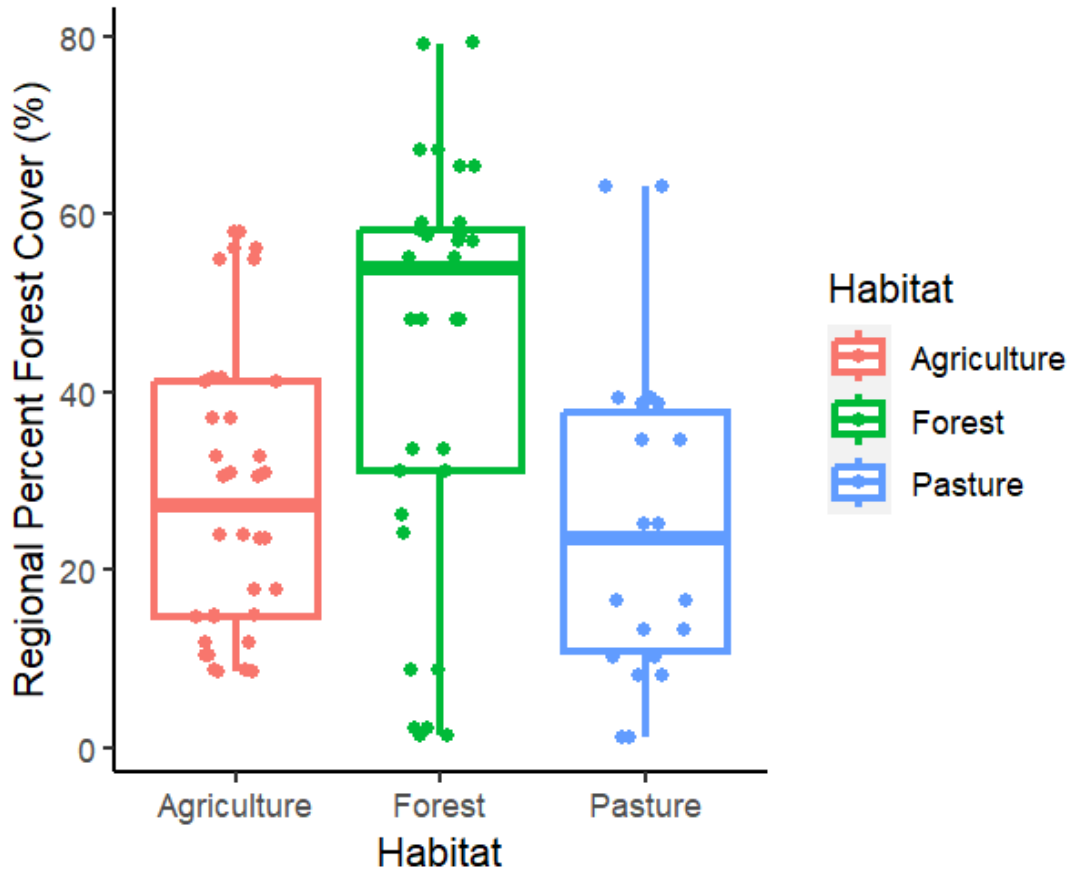 Regional Percent Forest Cover (%)
80
60
40
20
0
Agriculture
Forest
Pasture
Habitat
Habitat
Agriculture
Forest
Pasture